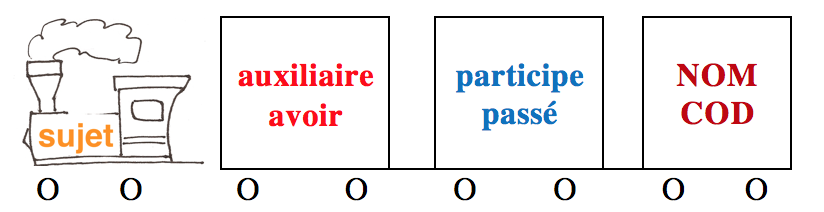 sujet
auxiliaire
avoir
participe
passé
NOM
COD
O O O O O O O O